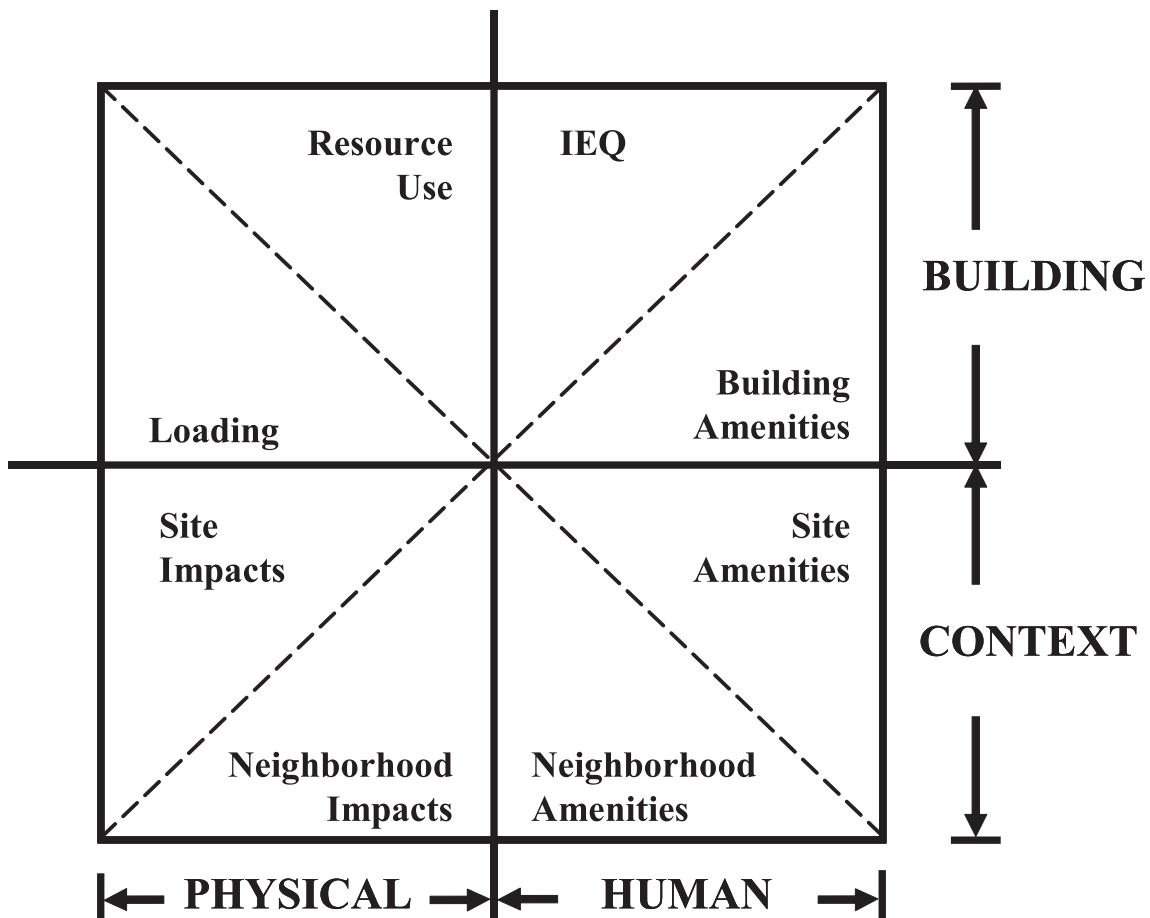 Resource
Use
IEQ
BUILDING
Loading
Building
Amenities
Site
Impacts
Site
Amenities
CONTEXT
Neighborhood
Impacts
Neighborhood
Amenities
PHYSICAL
HUMAN